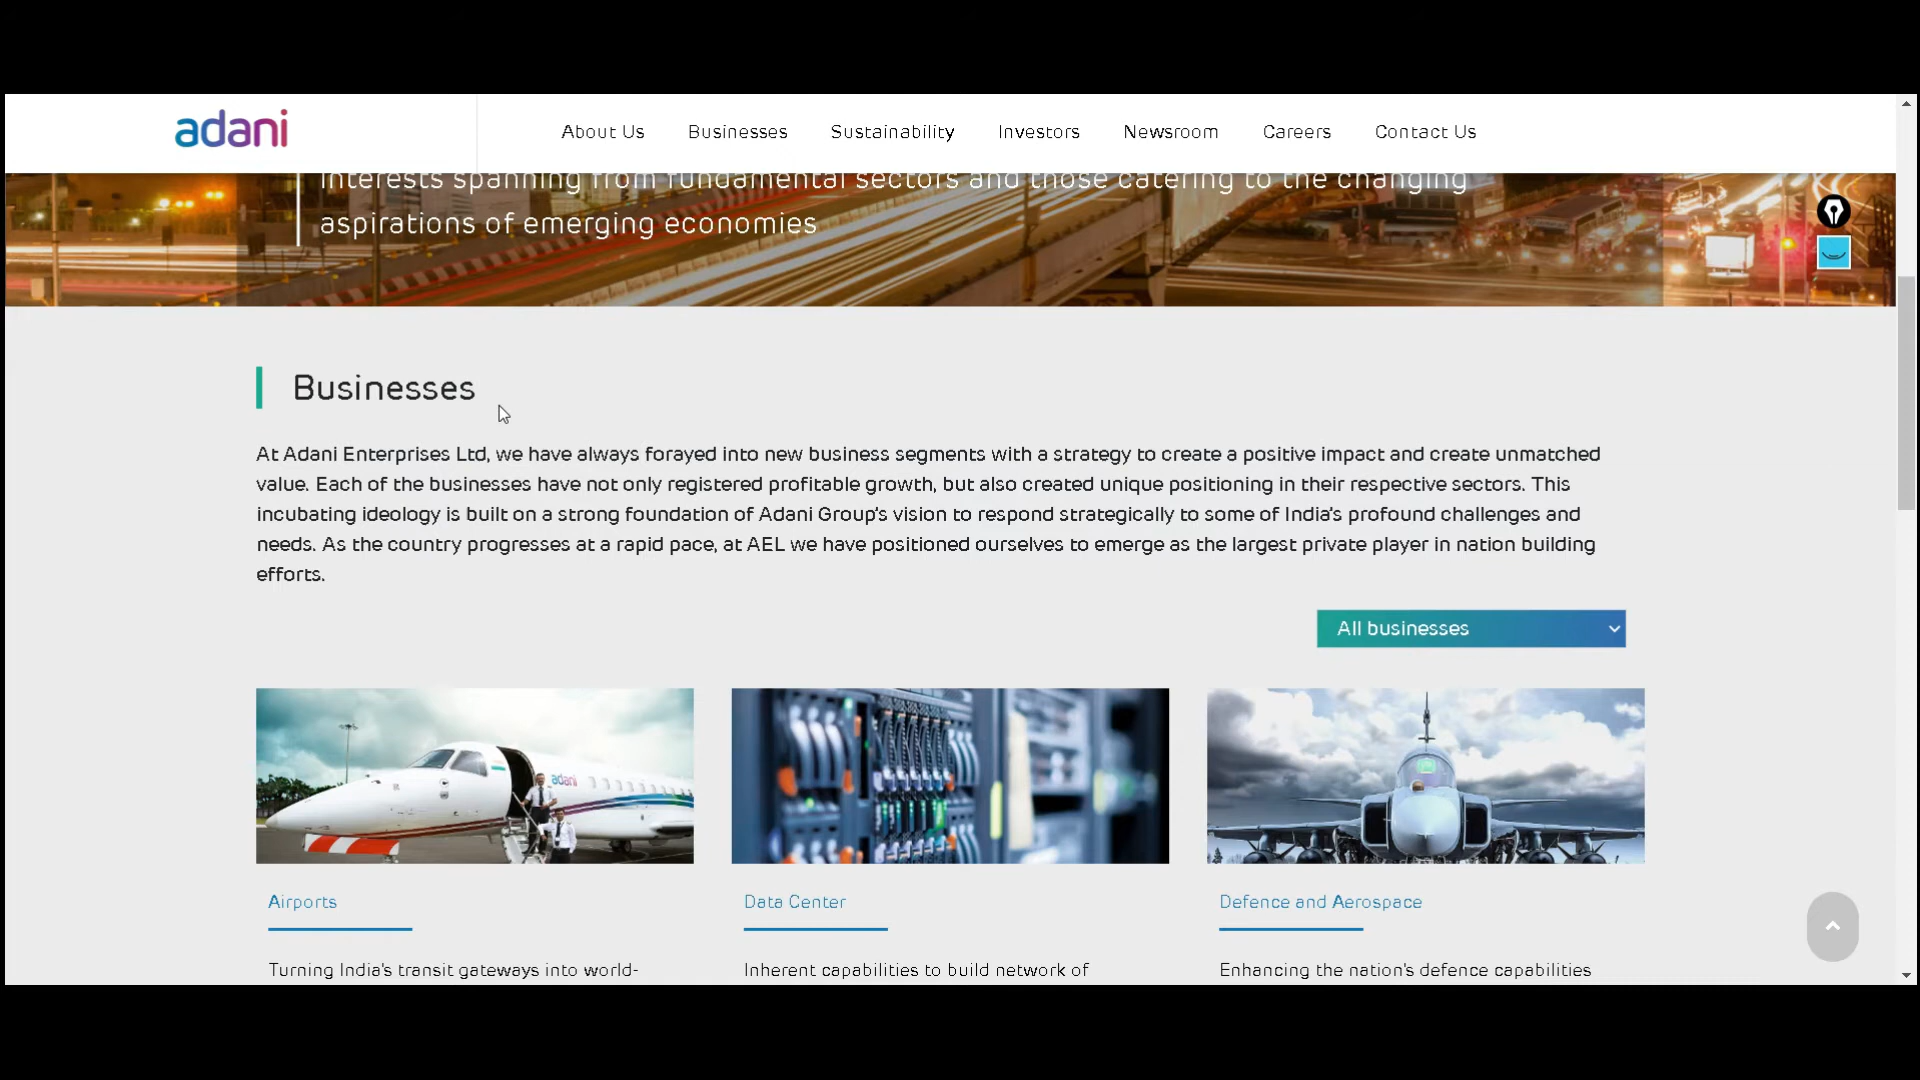 adani
About Us Businesses Sustainability Investors Newsroom Careers Contact Us
interests spanning from fundamental sectors and those catering to the changing
aspirations of emerging economies
Businesses
At Adani Enterprises Ltd, we have always forayed into new business segments with a strategy to create a positive impact and create unmatched
value. Each of the businesses have not only registered profitable growth, but also created unique positioning in their respective sectors. This
incubating ideology is built on a strong foundation of Adani Group's vision to respond strategically to some of India's profound challenges and
needs. As the country progresses at a rapid pace, at AEL we have positioned ourselves to emerge as the largest private player in nation building
efforts.
All businesses
adani
Airports
Data Center
Defence and Aerospace
Turning India's transit gateways into world-
Inherent capabilities to build network of
Enhancing the nation's defence capabilities